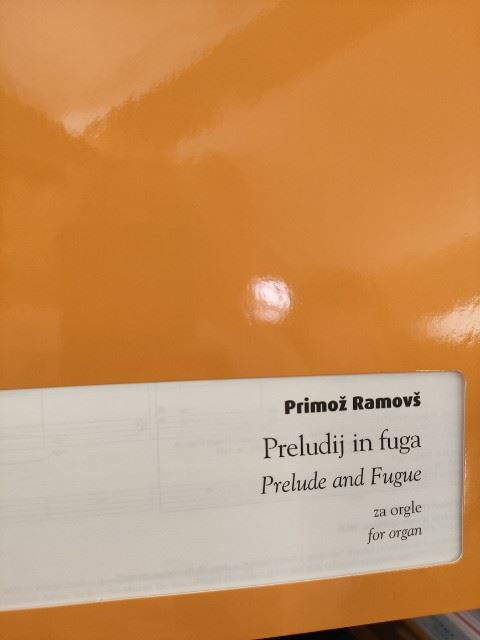 Primož Ramovš
Preludij in fuga
Prelude and Fugue
za orgle
for organ